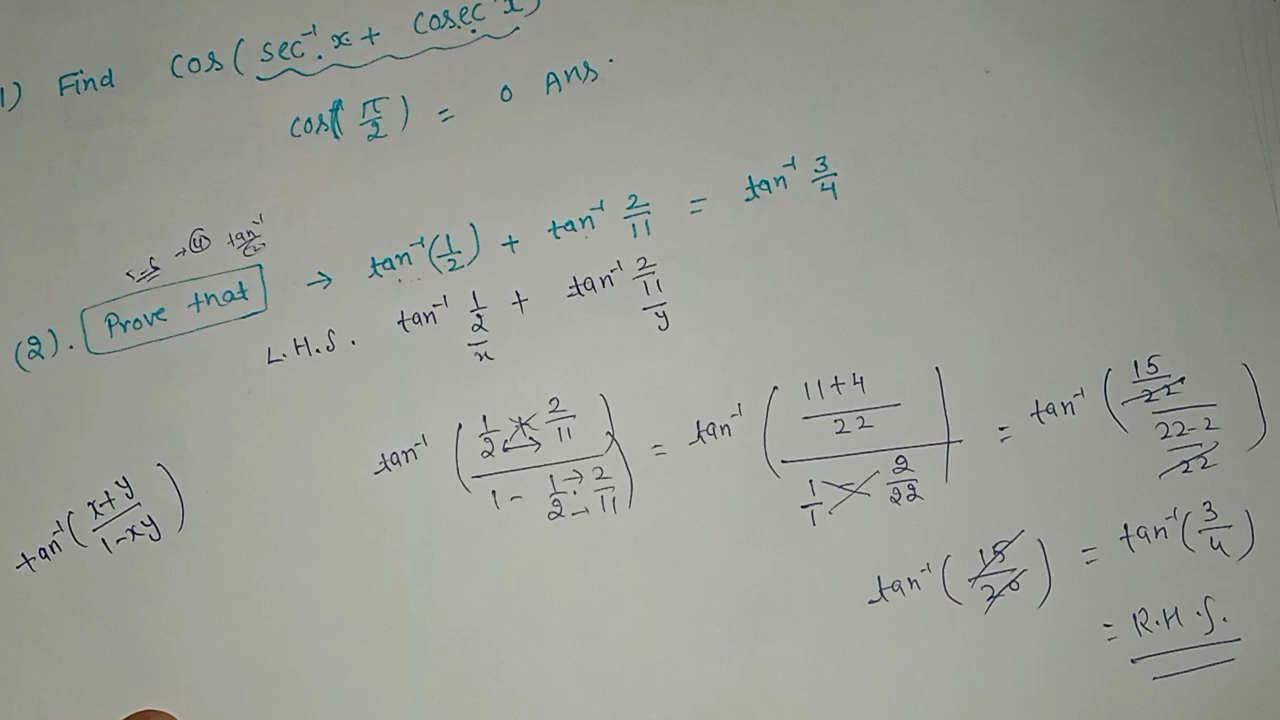 1) Find cos(sec⁻¹x + cosec⁻¹x)
cos(π/2) = 0 Ans.
→ (4) tan⁻¹
(2). Prove that → tan⁻¹(1/2) + tan⁻¹ 2/11 = tan⁻¹ 3/4
L.H.S. tan⁻¹ 1/2 + tan⁻¹ 2/11
x y
tan⁻¹((1/2 + 2/11)/(1 - 1/2 · 2/11)) = tan⁻¹(((11+4)/22)/(1/1 - 2/22)) = tan⁻¹((15/22)/((22-2)/22))
tan⁻¹((x+y)/(1-xy))
tan⁻¹(15/20) = tan⁻¹(3/4)
= R.H.S.